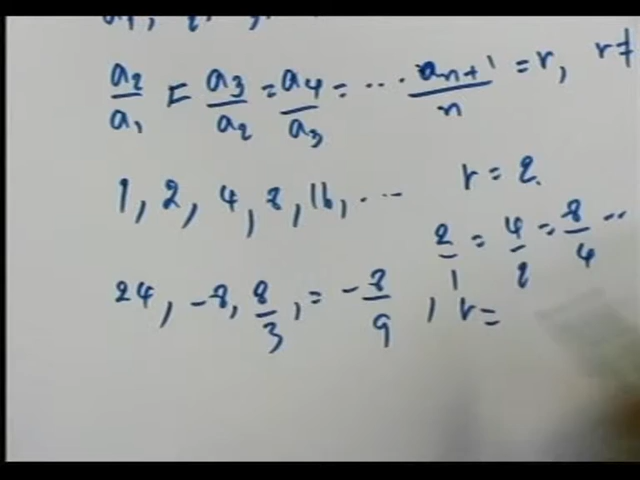 a₂/a₁ = a₃/a₂ = a₄/a₃ = ... aₙ₊₁/n = r, r≠
1, 2, 4, 8, 16, ... r = 2.
2/1 = 4/2 = 8/4 ...
24, -8, 8/3, = -8/9, r =